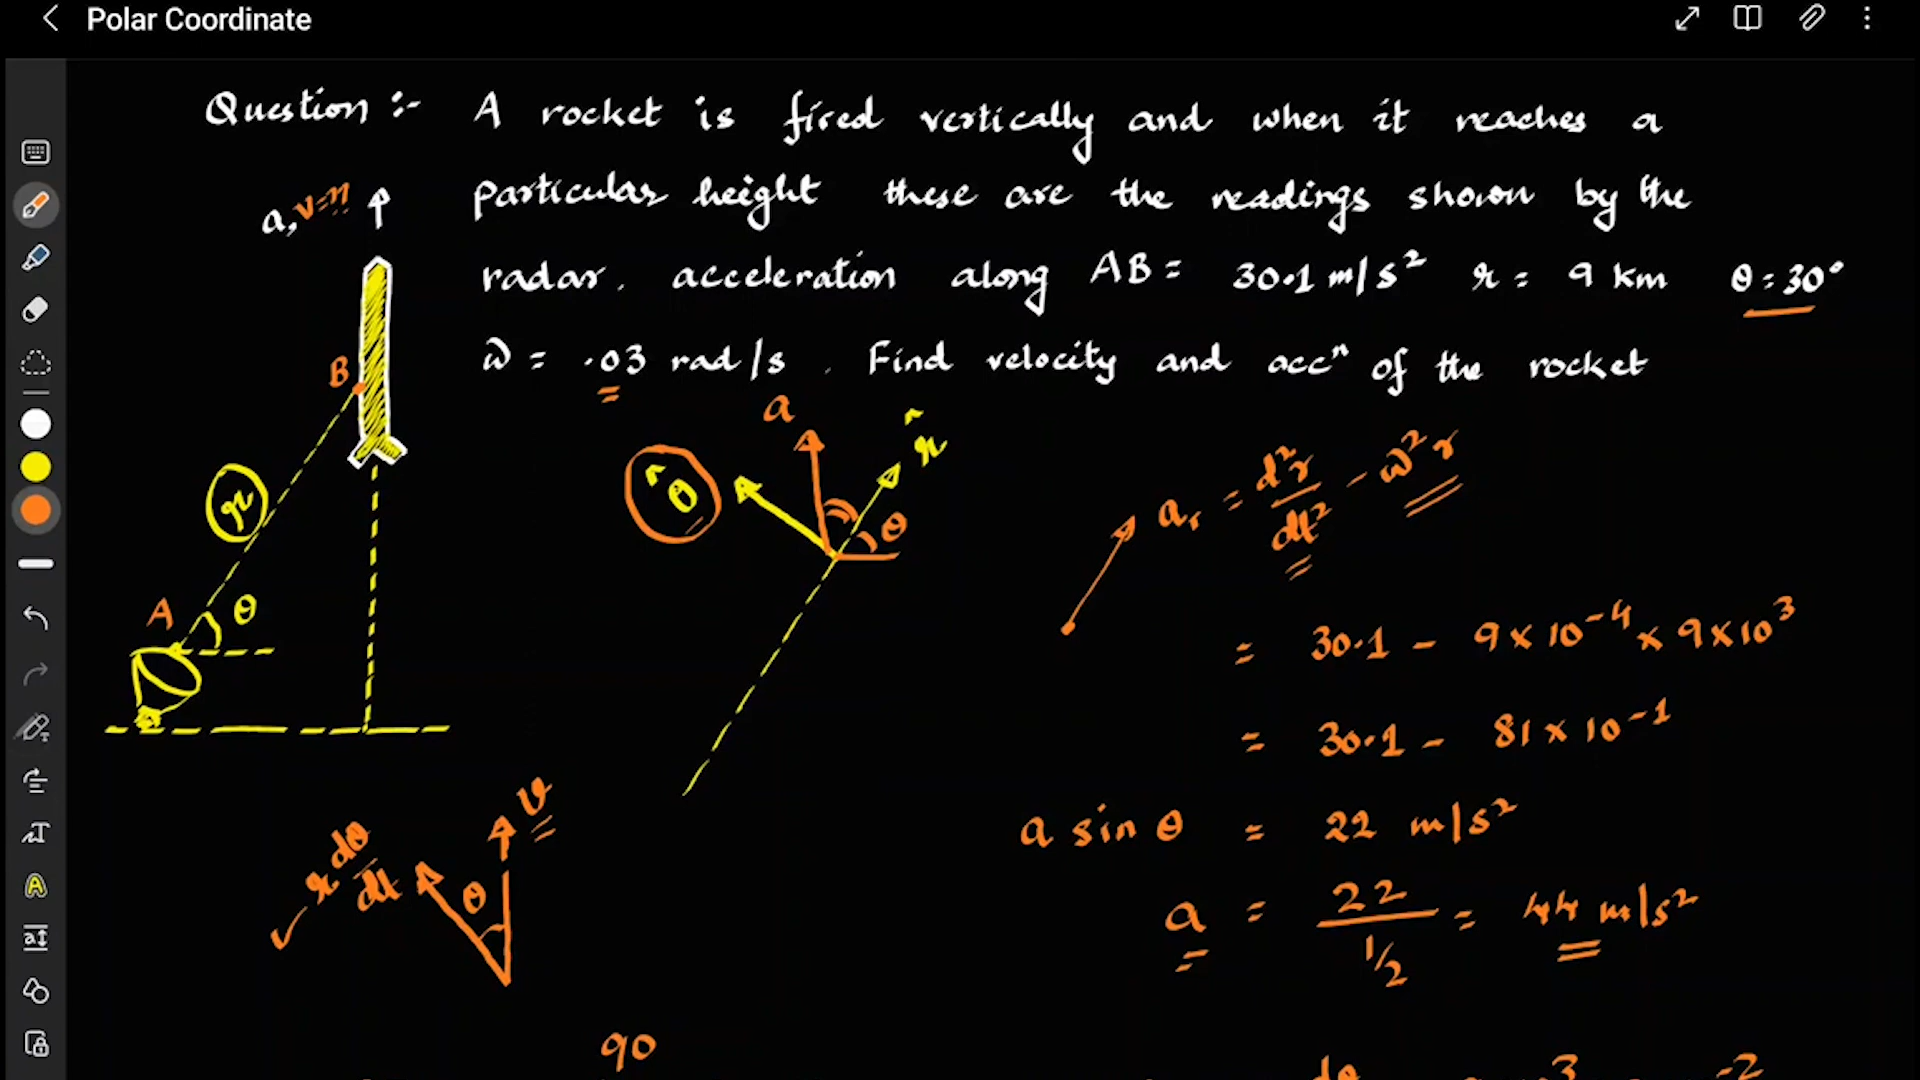 Polar Coordinate
Question :- A rocket is fired vertically and when it reaches a
particular height these are the readings shown by the
radar. acceleration along AB = 30.1 m/s² r = 9 km θ = 30°
ω = .03 rad/s . Find velocity and accⁿ of the rocket
a, v=??
B
r
A
θ
θ̂
a
r̂
θ
aᵣ = d²r/dt² - ω²r
= 30.1 - 9 × 10⁻⁴ × 9 × 10³
= 30.1 - 81 × 10⁻¹
a sin θ = 22 m/s²
a = 22 / 1/2 = 44 m/s²
r dθ/dt
θ
v
90